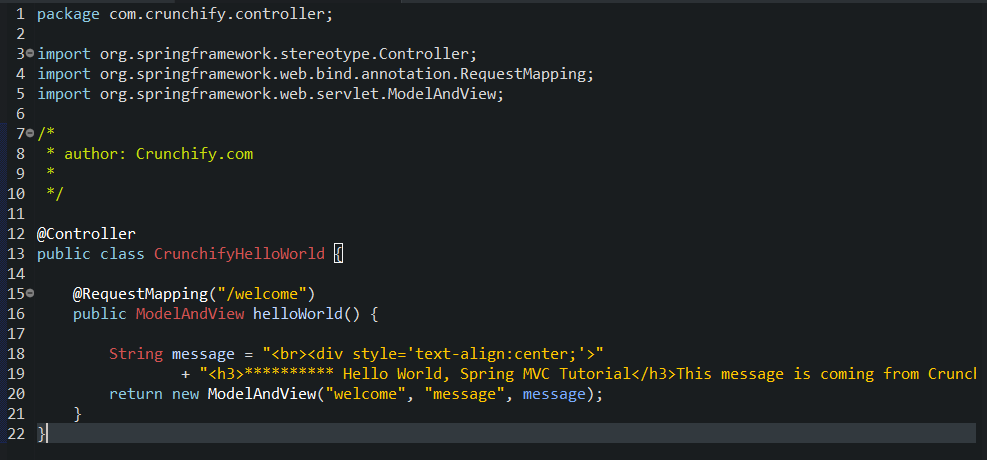 1 package com.crunchify.controller;
2
3 import org.springframework.stereotype.Controller;
4 import org.springframework.web.bind.annotation.RequestMapping;
5 import org.springframework.web.servlet.ModelAndView;
6
7 /*
8  * author: Crunchify.com
9  *
10  */
11
12 @Controller
13 public class CrunchifyHelloWorld {
14
15     @RequestMapping("/welcome")
16     public ModelAndView helloWorld() {
17
18         String message = "<br><div style='text-align:center;'>"
19                 + "<h3>********** Hello World, Spring MVC Tutorial</h3>This message is coming from
20         return new ModelAndView("welcome", "message", message);
21     }
22 }